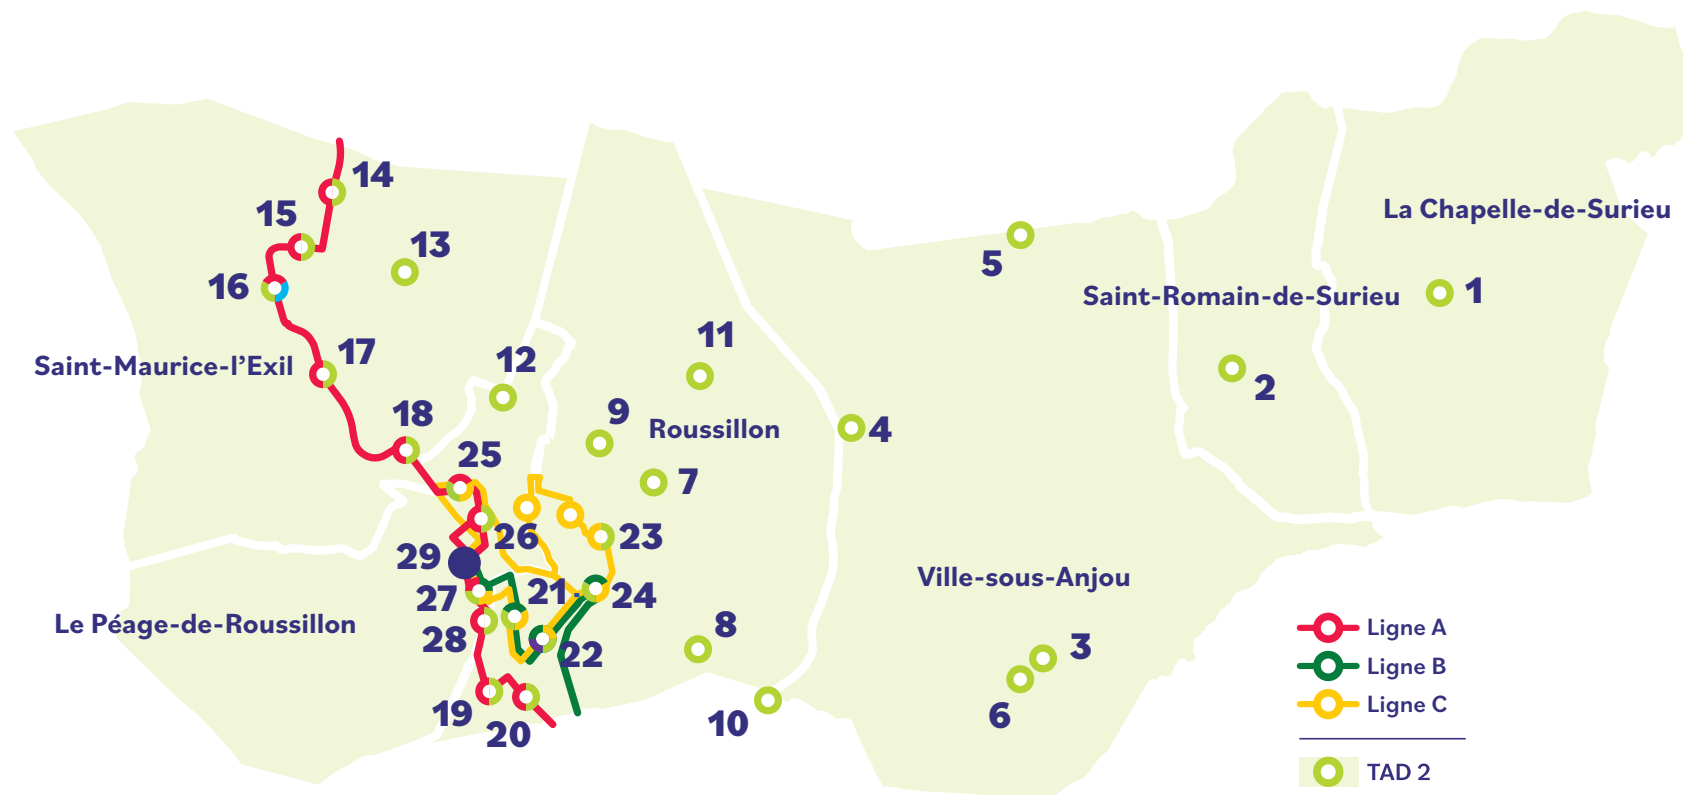 14
La Chapelle-de-Surieu
15
13
5
16
1
Saint-Romain-de-Surieu
11
17
Saint-Maurice-l’Exil
12
2
18
9
Roussillon
4
25
7
26
23
29
Ville-sous-Anjou
21
24
27
Le Péage-de-Roussillon
8
Ligne A
28
3
22
Ligne B
Ligne C
19
6
10
20
TAD 2